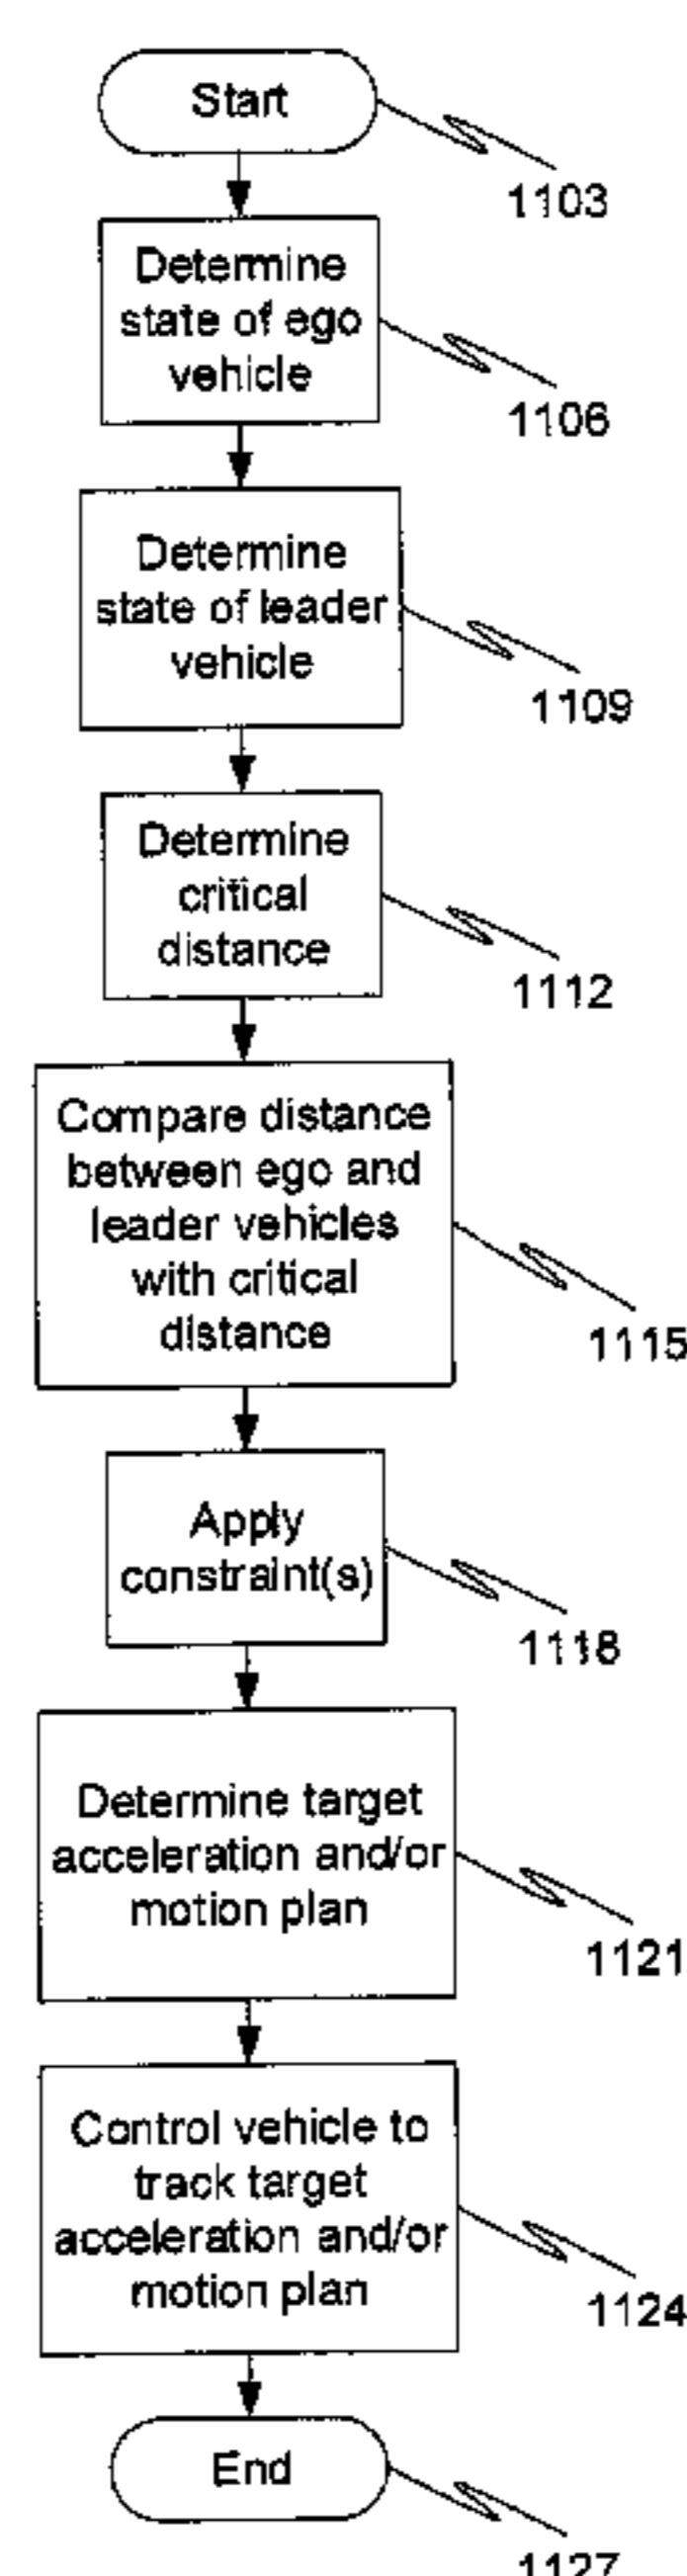 Start
1103
Determine
state of ego
vehicle
1106
Determine
state of leader
vehicle
1109
Determine
critical
distance
1112
Compare distance
between ego and
leader vehicles
with critical
distance
1115
Apply
constraint(s)
1118
Determine target
acceleration and/or
motion plan
1121
Control vehicle to
track target
acceleration and/or
motion plan
1124
End
1127